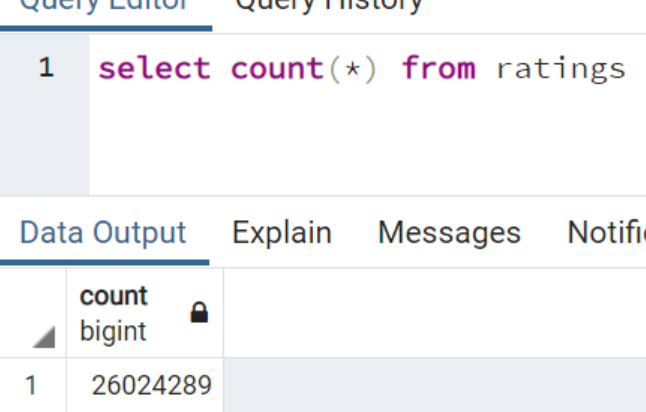 Query Editor Query History
1 select count(*) from ratings
Data Output Explain Messages Notifi
count
bigint
1 26024289